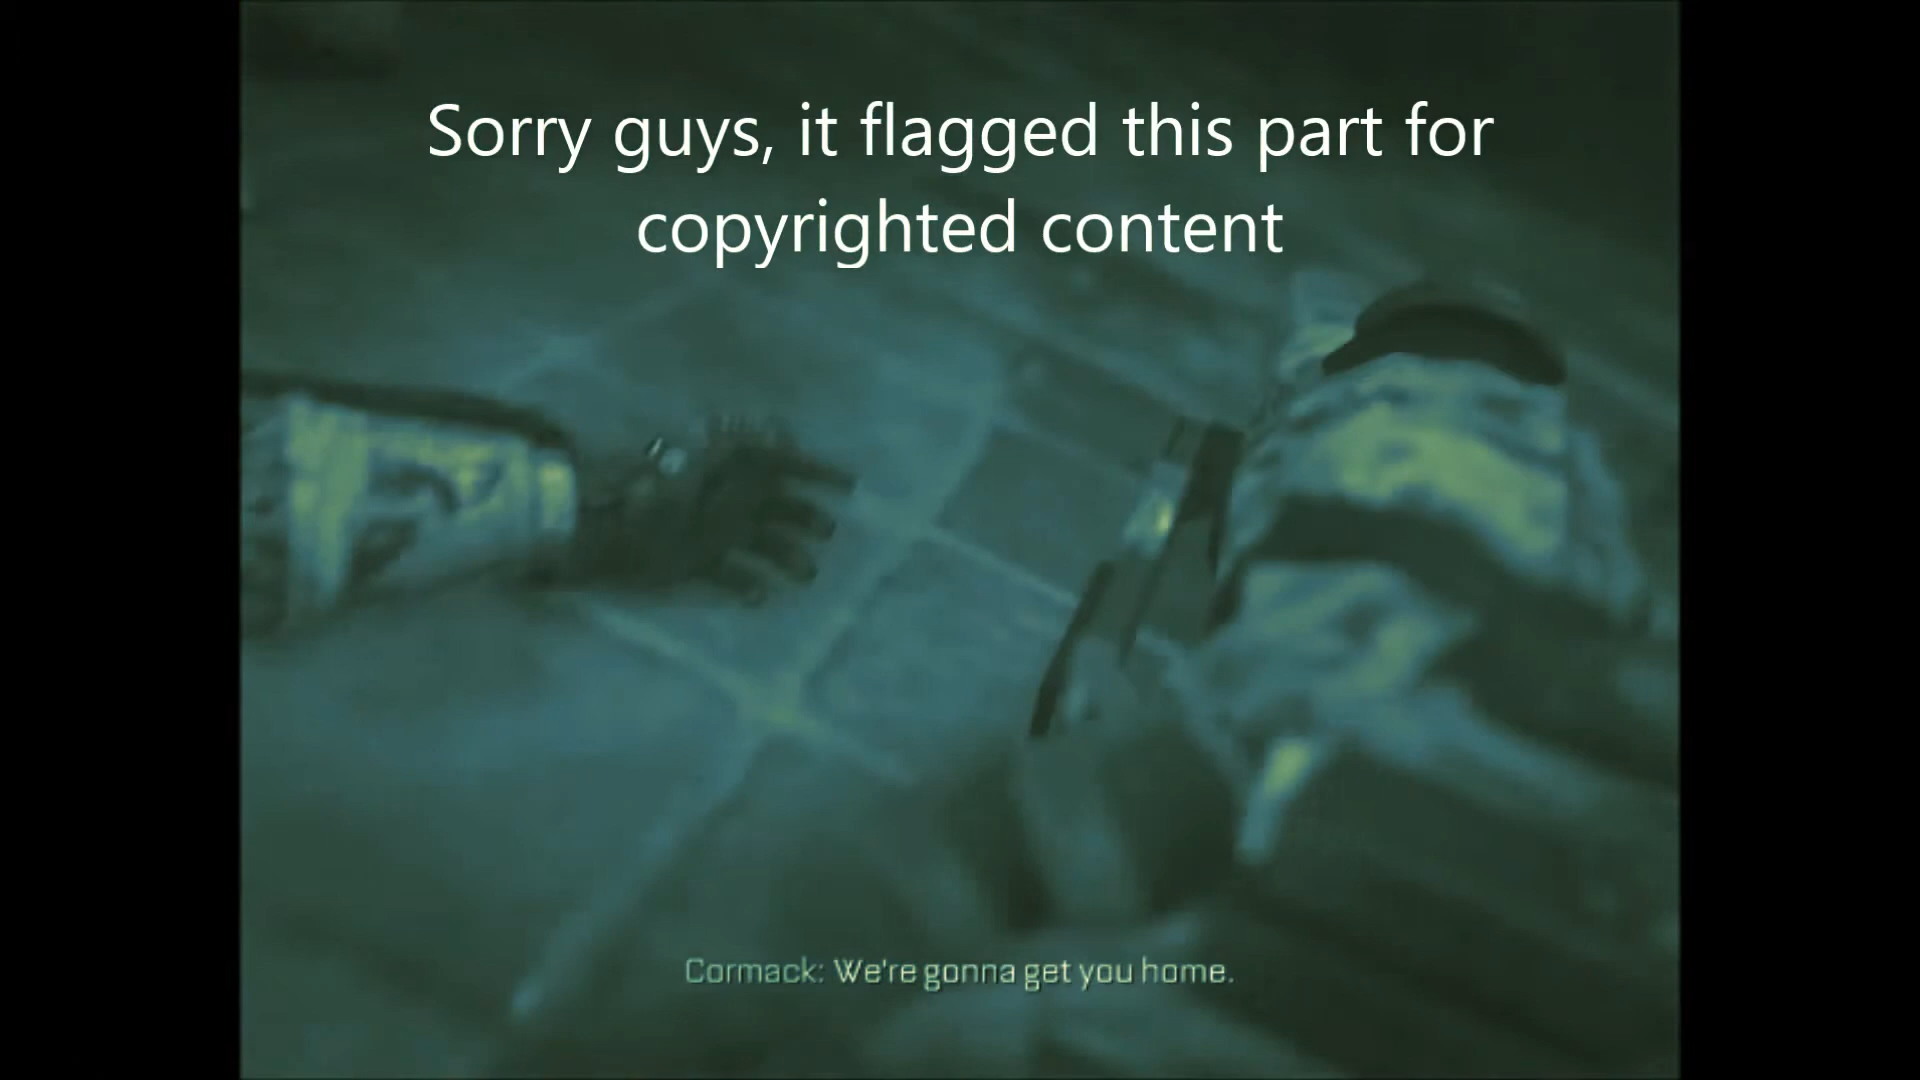 Sorry guys, it flagged this part for
copyrighted content
Cormack: We're gonna get you home.